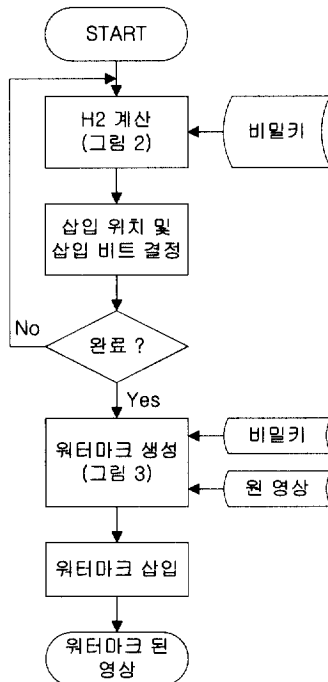 START
H2 계산
(그림 2)
비밀키
삽입 위치 및
삽입 비트 결정
No
완료 ?
Yes
워터마크 생성
(그림 3)
비밀키
원 영상
워터마크 삽입
워터마크 된
영상